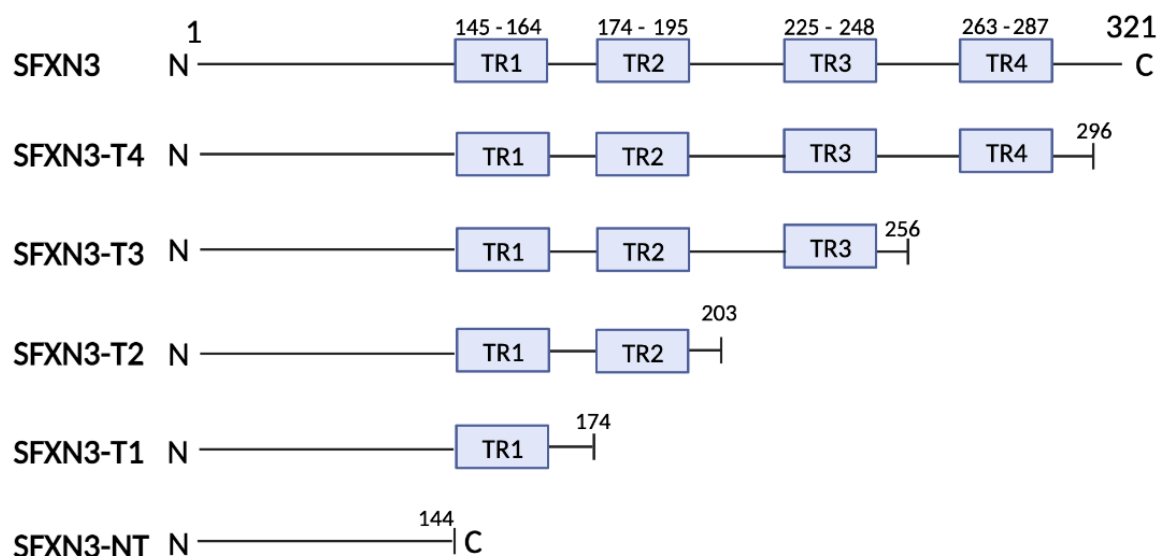 1 145 - 164 174 - 195 225 - 248 263 - 287 321
SFXN3 N TR1 TR2 TR3 TR4 C
296
SFXN3-T4 N TR1 TR2 TR3 TR4
256
SFXN3-T3 N TR1 TR2 TR3
203
SFXN3-T2 N TR1 TR2
174
SFXN3-T1 N TR1
144
SFXN3-NT N C